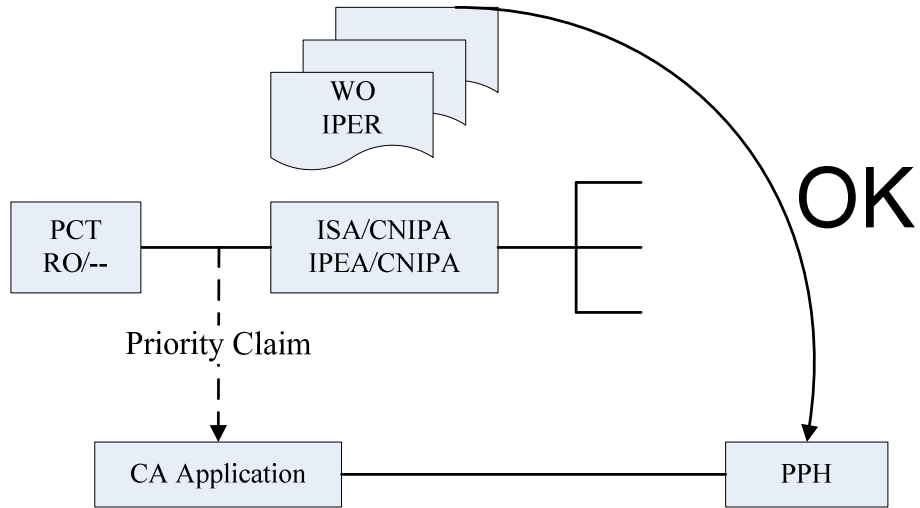 WO
IPER
OK
PCT
RO/--
ISA/CNIPA
IPEA/CNIPA
Priority Claim
CA Application
PPH